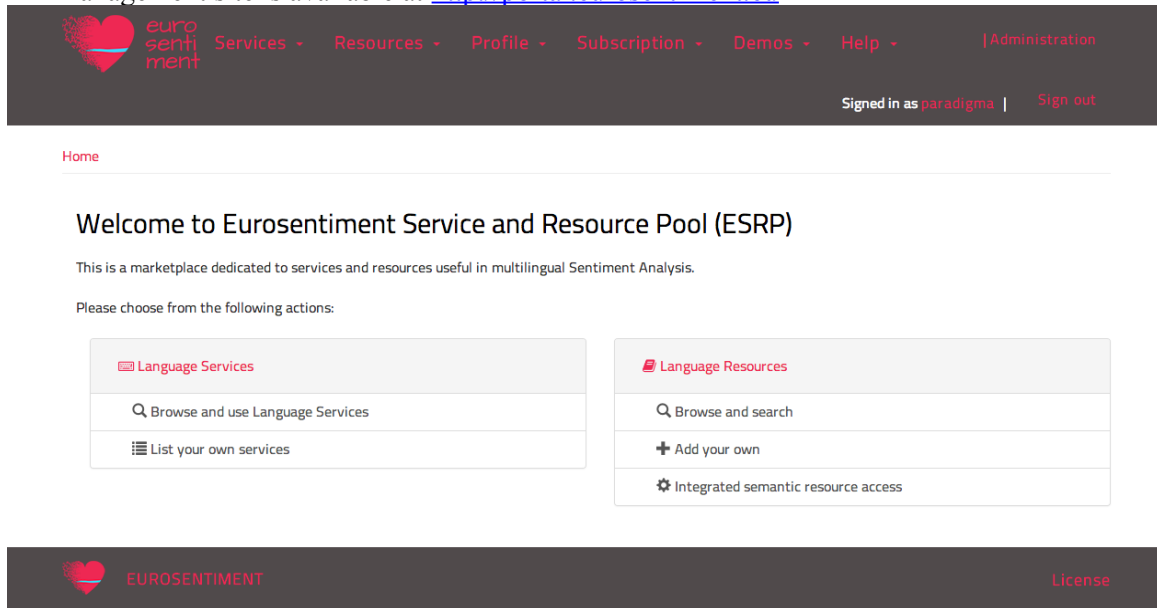 euro
senti
ment
Services Resources Profile Subscription Demos Help | Administration
Signed in as paradigma | Sign out
Home
Welcome to Eurosentiment Service and Resource Pool (ESRP)
This is a marketplace dedicated to services and resources useful in multilingual Sentiment Analysis.
Please choose from the following actions:
Language Services
Browse and use Language Services
List your own services
Language Resources
Browse and search
Add your own
Integrated semantic resource access
EUROSENTIMENT License